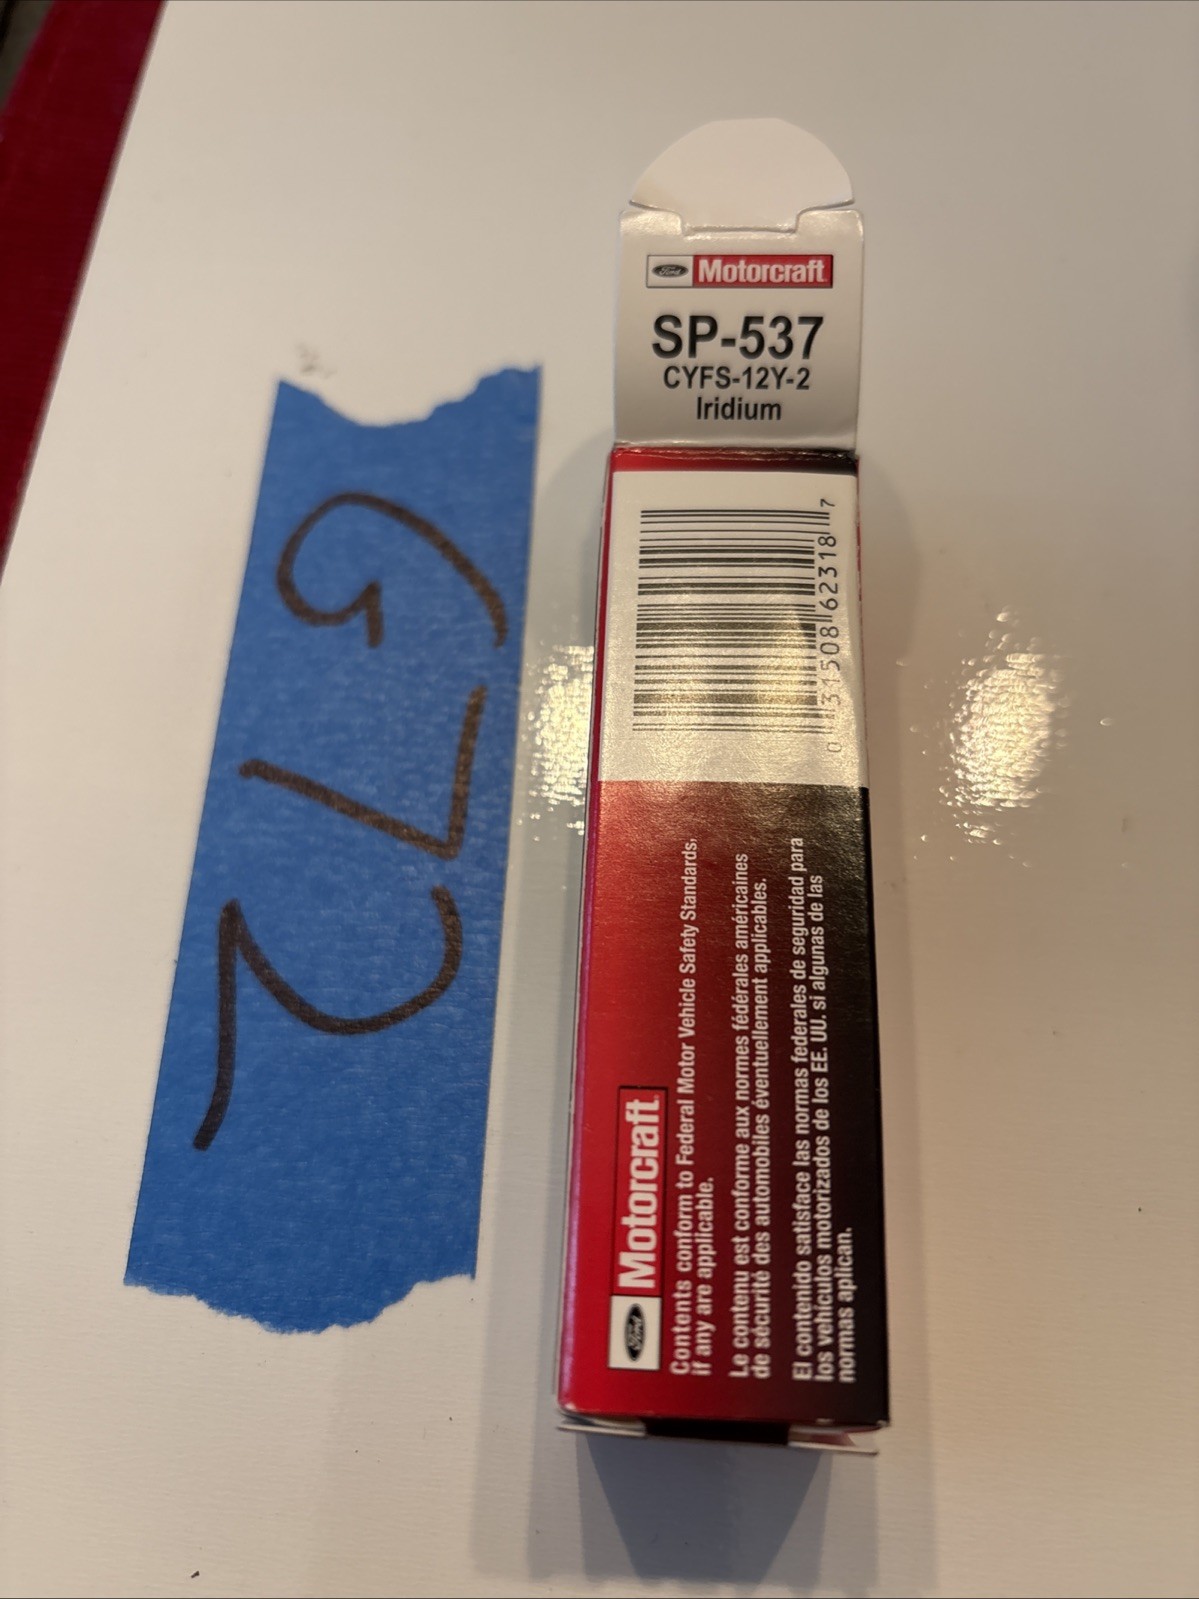 672
Ford Motorcraft
SP-537
CYFS-12Y-2
Iridium
0 31508 62318 7
Ford Motorcraft
Contents conform to Federal Motor Vehicle Safety Standards,
if any are applicable.
Le contenu est conforme aux normes fédérales américaines
de sécurité des automobiles éventuellement applicables.
El contenido satisface las normas federales de seguridad para
los vehículos motorizados de los EE. UU. si algunas de las
normas aplican.